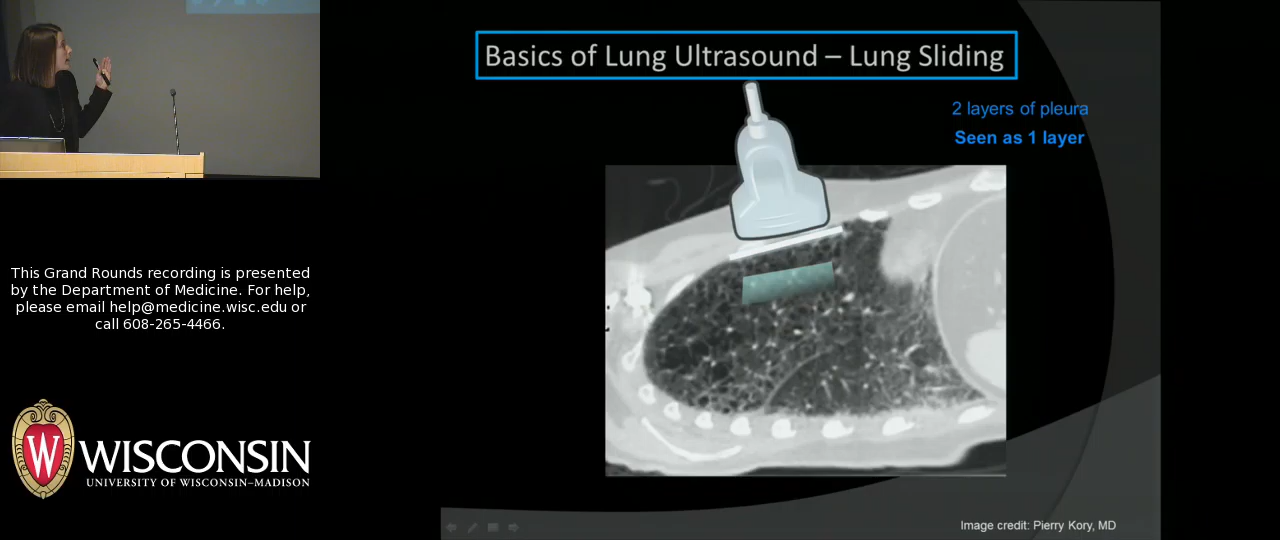 Basics of Lung Ultrasound – Lung Sliding
2 layers of pleura
Seen as 1 layer
This Grand Rounds recording is presented
by the Department of Medicine. For help,
please email help@medicine.wisc.edu or
call 608-265-4466.
W
WISCONSIN
UNIVERSITY OF WISCONSIN–MADISON
Image credit: Pierry Kory, MD